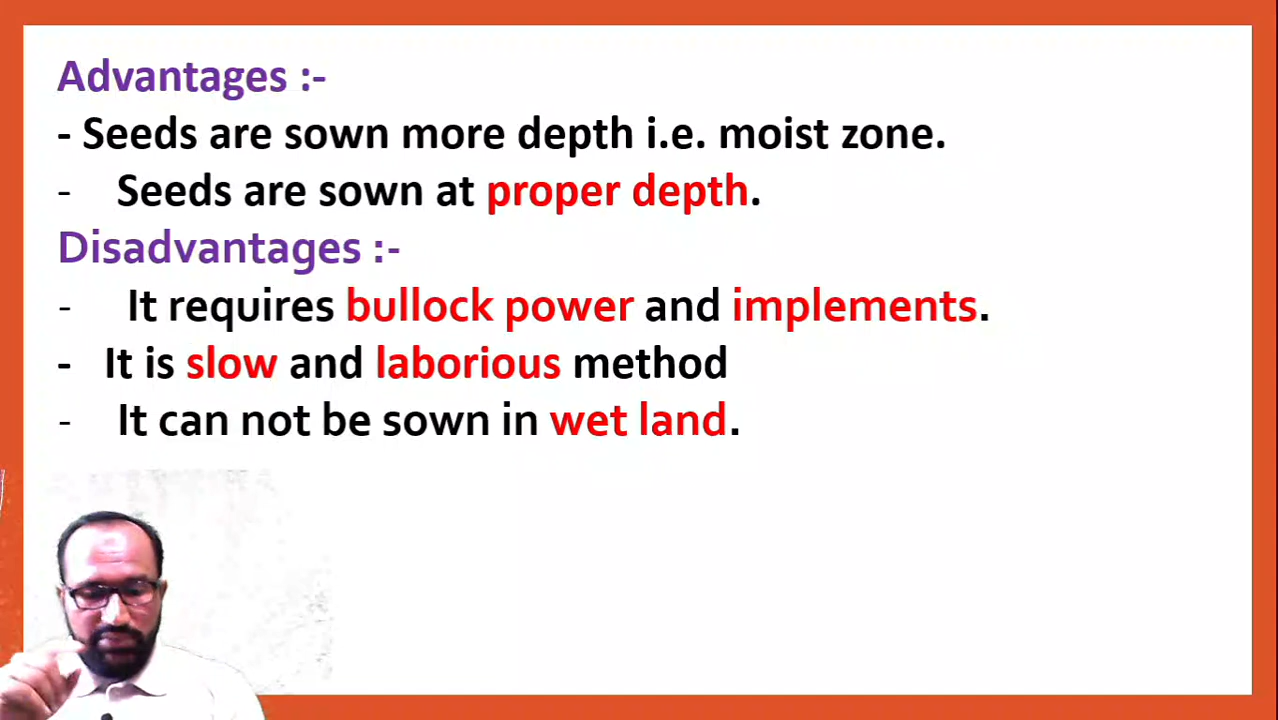 Advantages :-
- Seeds are sown more depth i.e. moist zone.
- Seeds are sown at proper depth.
Disadvantages :-
- It requires bullock power and implements.
- It is slow and laborious method
- It can not be sown in wet land.